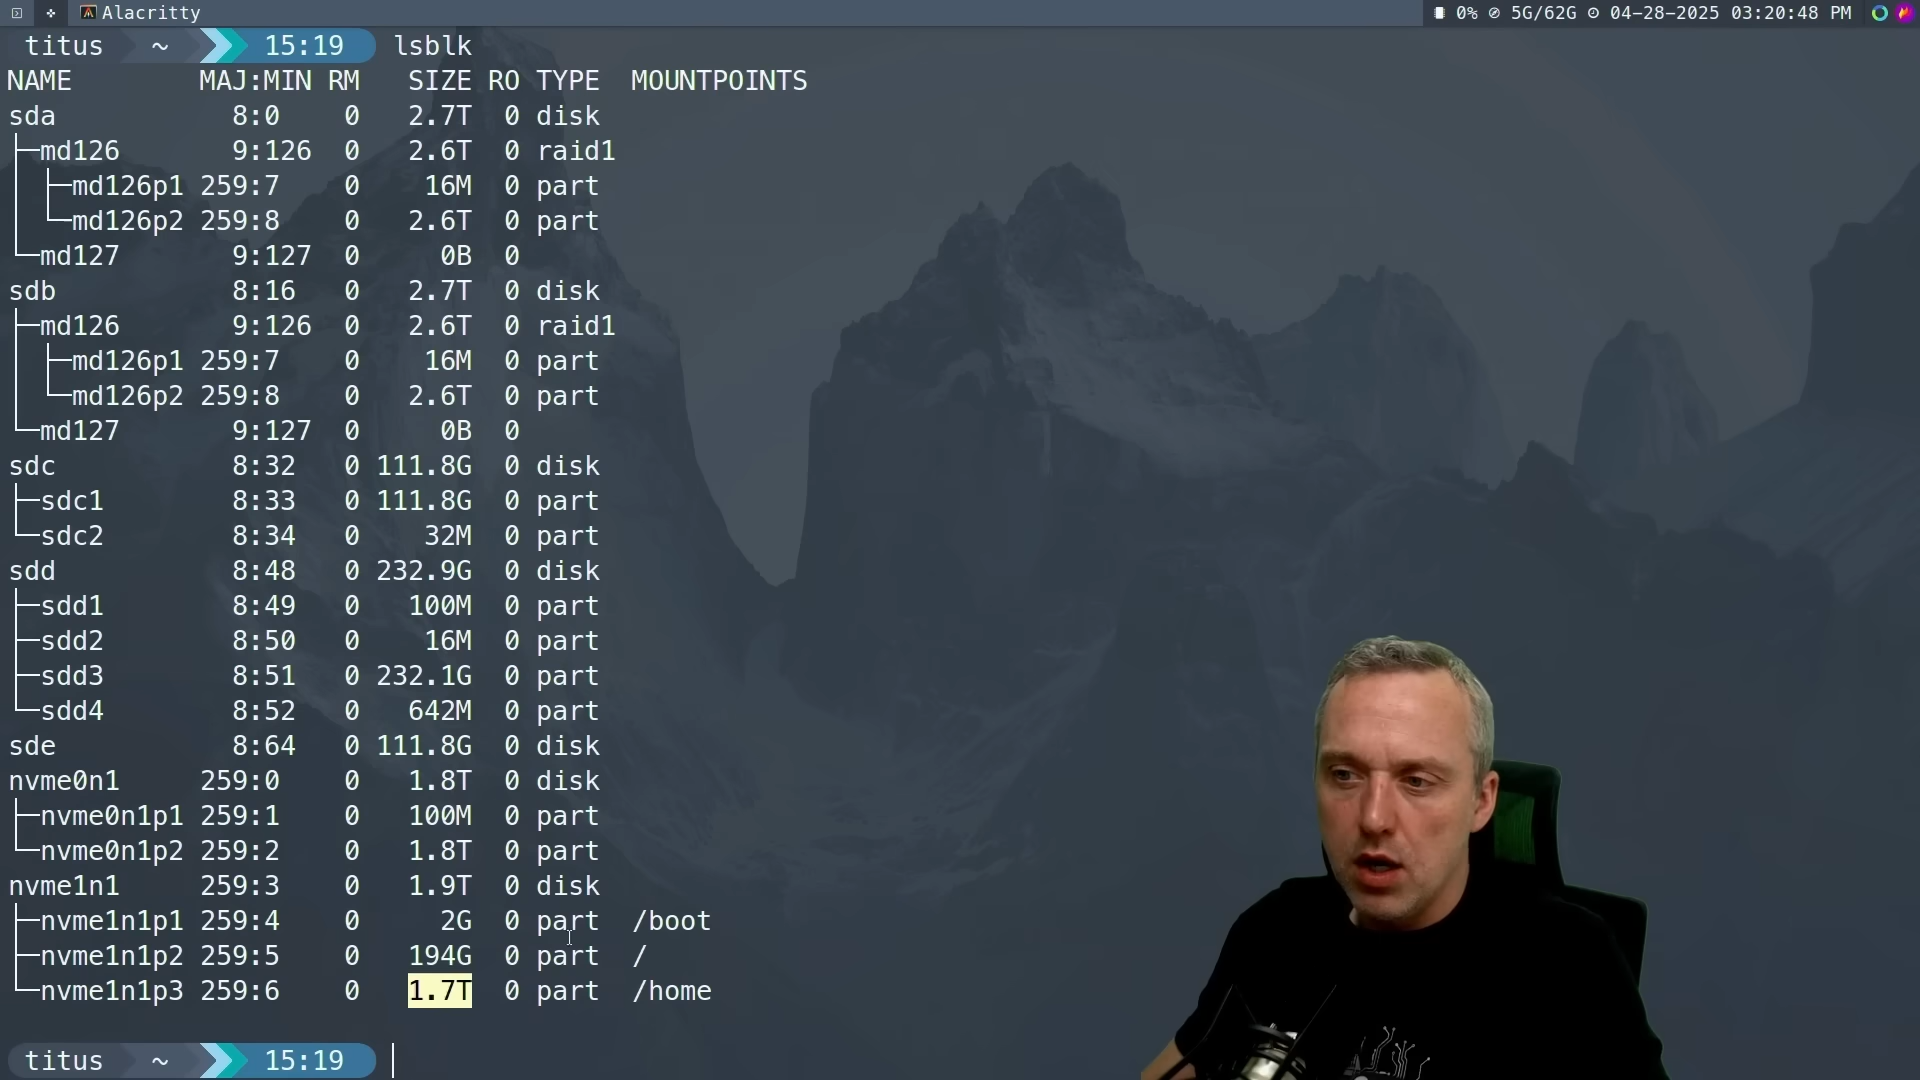 Alacritty 0% 5G/62G 04-28-2025 03:20:48 PM
titus ~ 15:19 lsblk
NAME MAJ:MIN RM SIZE RO TYPE MOUNTPOINTS
sda 8:0 0 2.7T 0 disk
├─md126 9:126 0 2.6T 0 raid1
│ ├─md126p1 259:7 0 16M 0 part
│ └─md126p2 259:8 0 2.6T 0 part
└─md127 9:127 0 0B 0
sdb 8:16 0 2.7T 0 disk
├─md126 9:126 0 2.6T 0 raid1
│ ├─md126p1 259:7 0 16M 0 part
│ └─md126p2 259:8 0 2.6T 0 part
└─md127 9:127 0 0B 0
sdc 8:32 0 111.8G 0 disk
├─sdc1 8:33 0 111.8G 0 part
└─sdc2 8:34 0 32M 0 part
sdd 8:48 0 232.9G 0 disk
├─sdd1 8:49 0 100M 0 part
├─sdd2 8:50 0 16M 0 part
├─sdd3 8:51 0 232.1G 0 part
└─sdd4 8:52 0 642M 0 part
sde 8:64 0 111.8G 0 disk
nvme0n1 259:0 0 1.8T 0 disk
├─nvme0n1p1 259:1 0 100M 0 part
└─nvme0n1p2 259:2 0 1.8T 0 part
nvme1n1 259:3 0 1.9T 0 disk
├─nvme1n1p1 259:4 0 2G 0 part /boot
├─nvme1n1p2 259:5 0 194G 0 part /
└─nvme1n1p3 259:6 0 1.7T 0 part /home
titus ~ 15:19